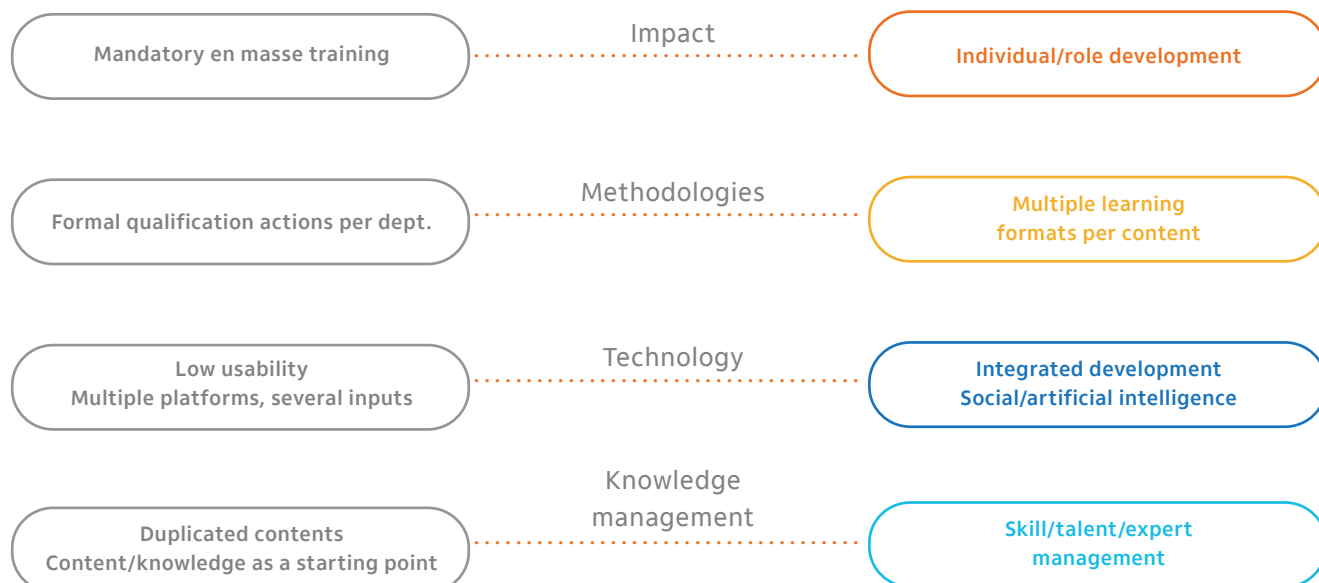 Impact
Mandatory en masse training
Individual/role development
Methodologies
Formal qualification actions per dept.
Multiple learning
formats per content
Technology
Low usability
Multiple platforms, several inputs
Integrated development
Social/artificial intelligence
Knowledge
management
Duplicated contents
Content/knowledge as a starting point
Skill/talent/expert
management